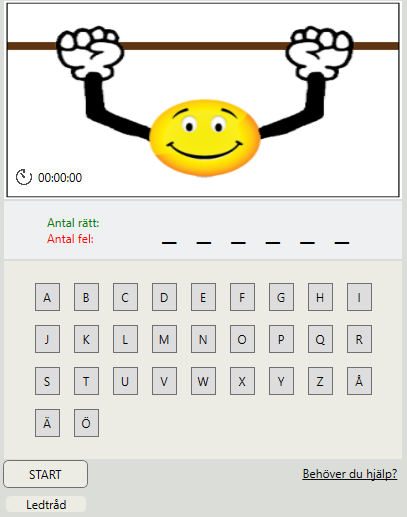 00:00:00
Antal rätt:
Antal fel: _ _ _ _ _ _
A B C D E F G H I
J K L M N O P Q R
S T U V W X Y Z Å
Ä Ö
START Behöver du hjälp?
Ledtråd